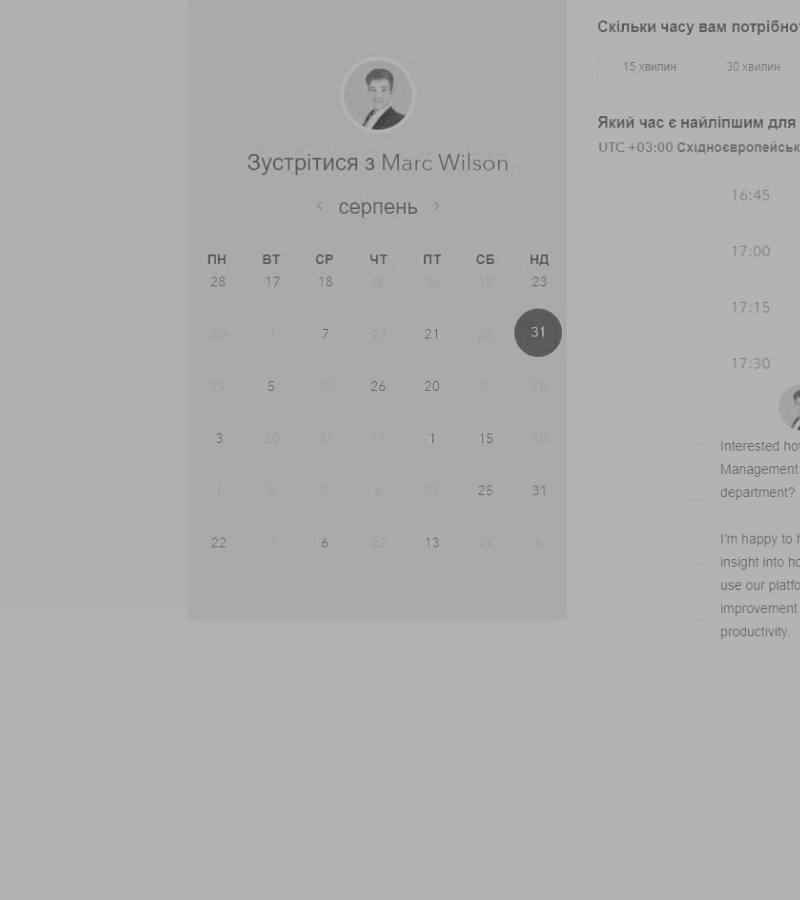 Зустрітися з Marc Wilson
серпень
ПН ВТ СР ЧТ ПТ СБ НД
28 17 18 26 16 15 23
20 1 7 24 21 26 31
29 5 30 26 20 7 16
3 20 31 11 1 15 10
1 5 5 6 21 25 31
22 3 6 22 13 24 6
Скільки часу вам потрібно
15 хвилин 30 хвилин
Який час є найліпшим для
UTC +03:00 Східноєвропейськ
16:45
17:00
17:15
17:30
Interested ho
Management
department?
I'm happy to h
insight into ho
use our platfo
improvement
productivity.